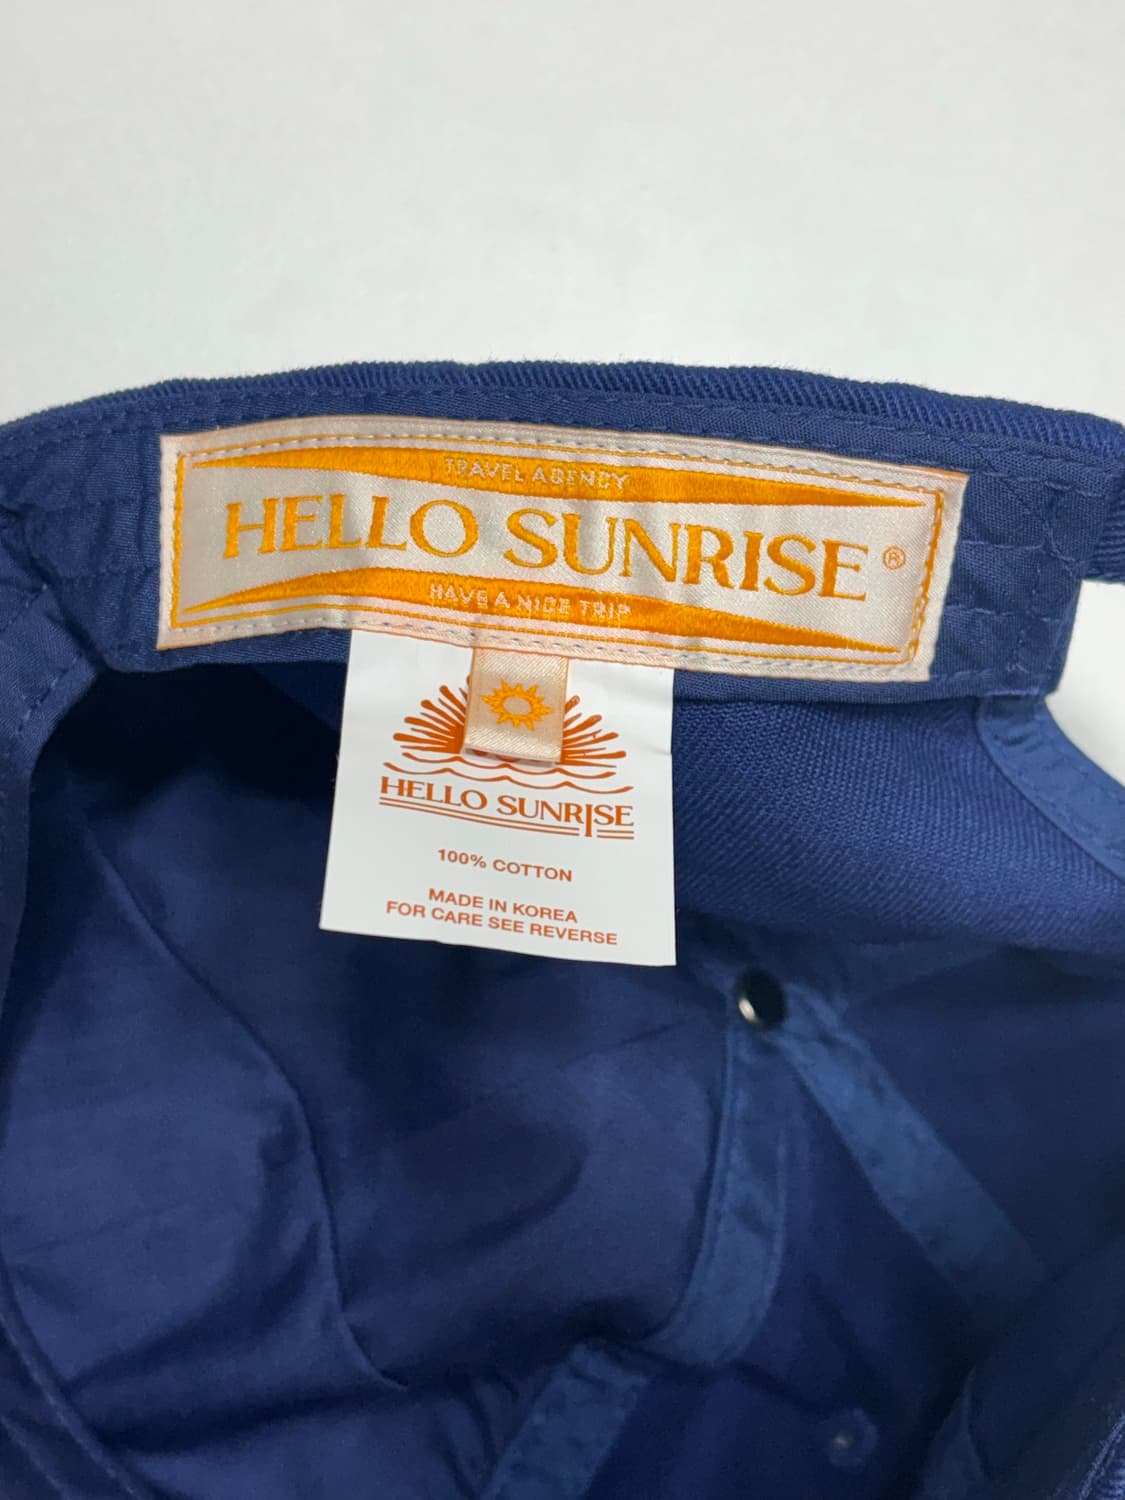 TRAVEL AGENCY
HELLO SUNRISE ®
HAVE A NICE TRIP
HELLO SUNRISE
100% COTTON
MADE IN KOREA
FOR CARE SEE REVERSE